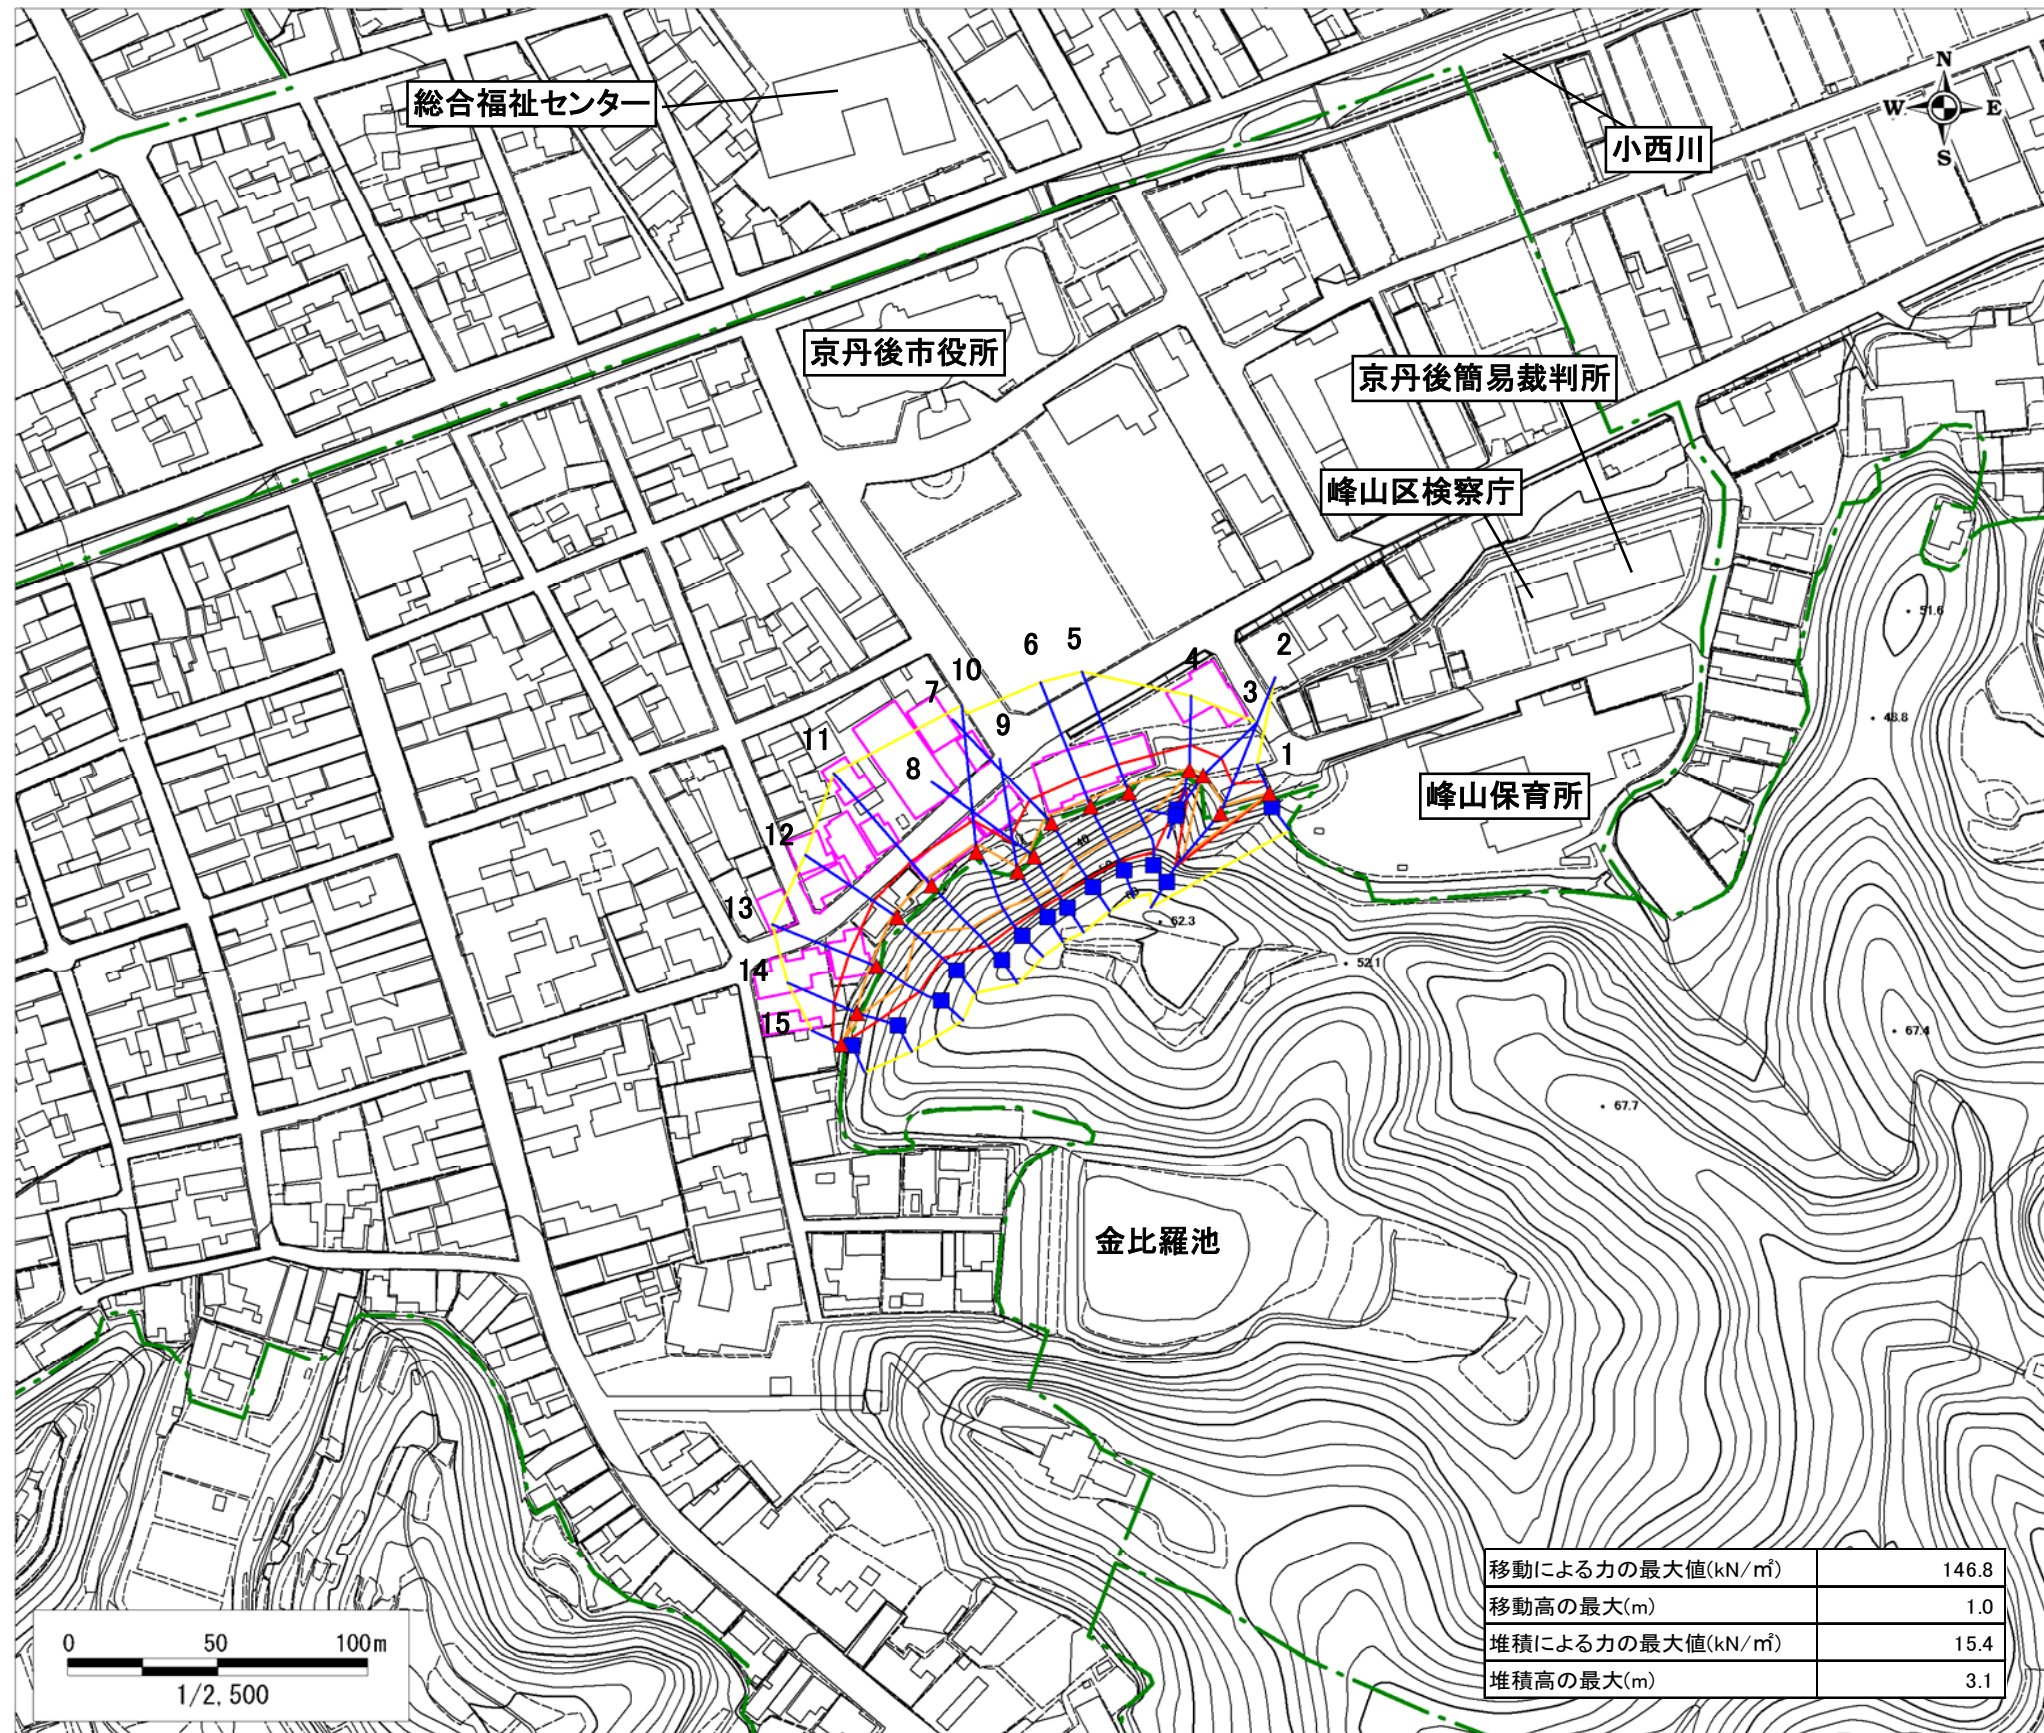 総合福祉センター
N
W E
S
小西川
京丹後市役所
京丹後簡易裁判所
峰山区検察庁
51.6
6
5
2
4
10
7
3
9
48.8
11
8
1
峰山保育所
12
40
13
62.3
52.1
14
15
67.4
67.7
金比羅池
移動による力の最大値(kN/㎡) 146.8
移動高の最大(m) 1.0
堆積による力の最大値(kN/㎡) 15.4
堆積高の最大(m) 3.1
0 50 100m
1/2,500